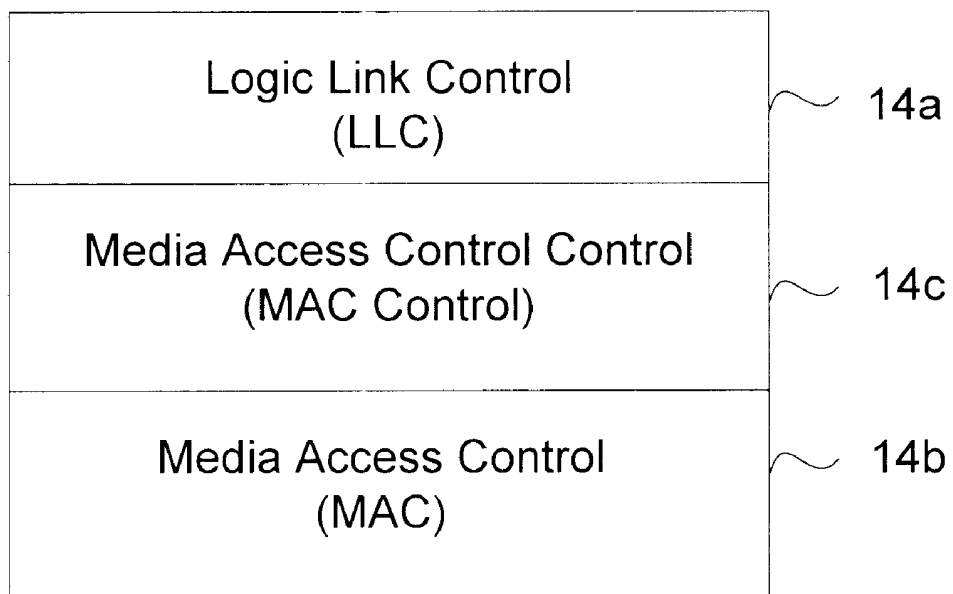 Logic Link Control
(LLC)
14a
Media Access Control Control
(MAC Control)
14c
Media Access Control
(MAC)
14b